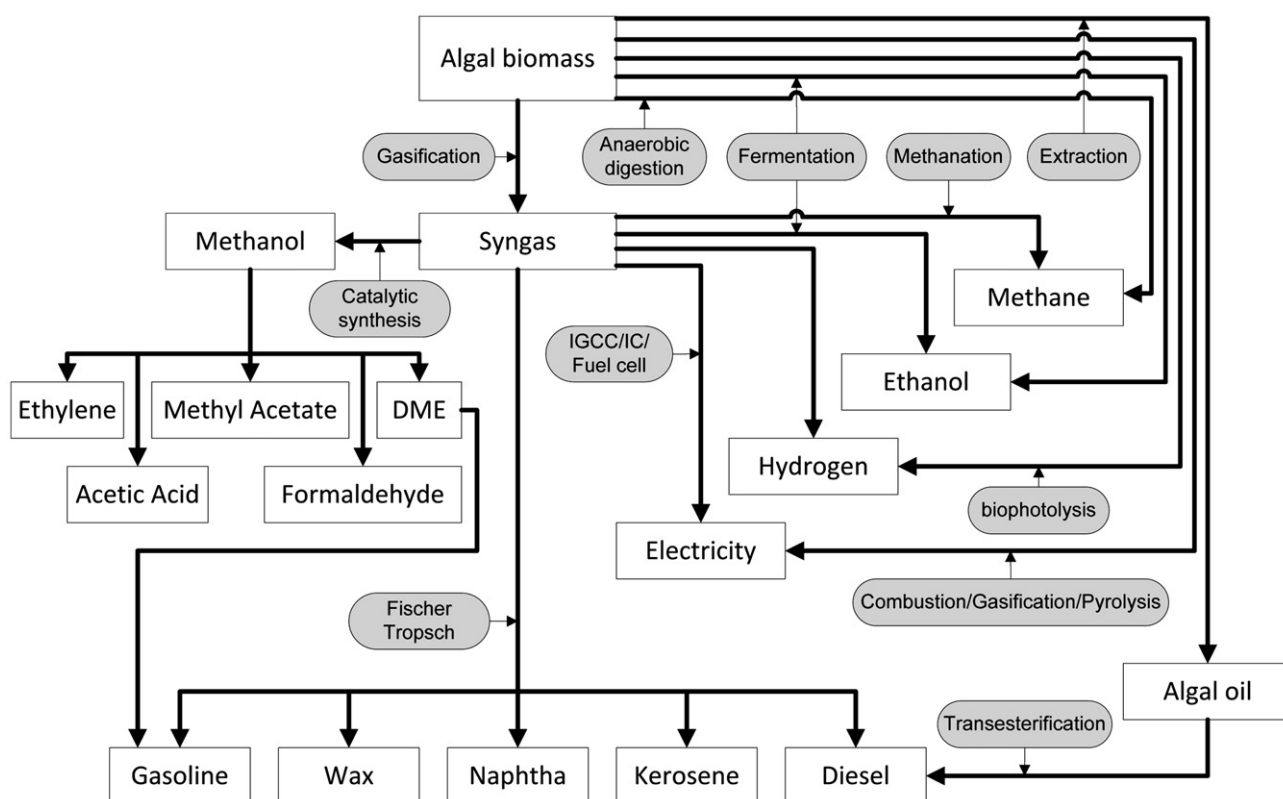 Algal biomass
Gasification
Anaerobic
digestion
Fermentation
Methanation
Extraction
Methanol
Syngas
Catalytic
synthesis
Methane
IGCC/IC/
Fuel cell
Ethanol
Ethylene
Methyl Acetate
DME
Hydrogen
Acetic Acid
Formaldehyde
biophotolysis
Electricity
Combustion/Gasification/Pyrolysis
Fischer
Tropsch
Algal oil
Transesterification
Gasoline
Wax
Naphtha
Kerosene
Diesel